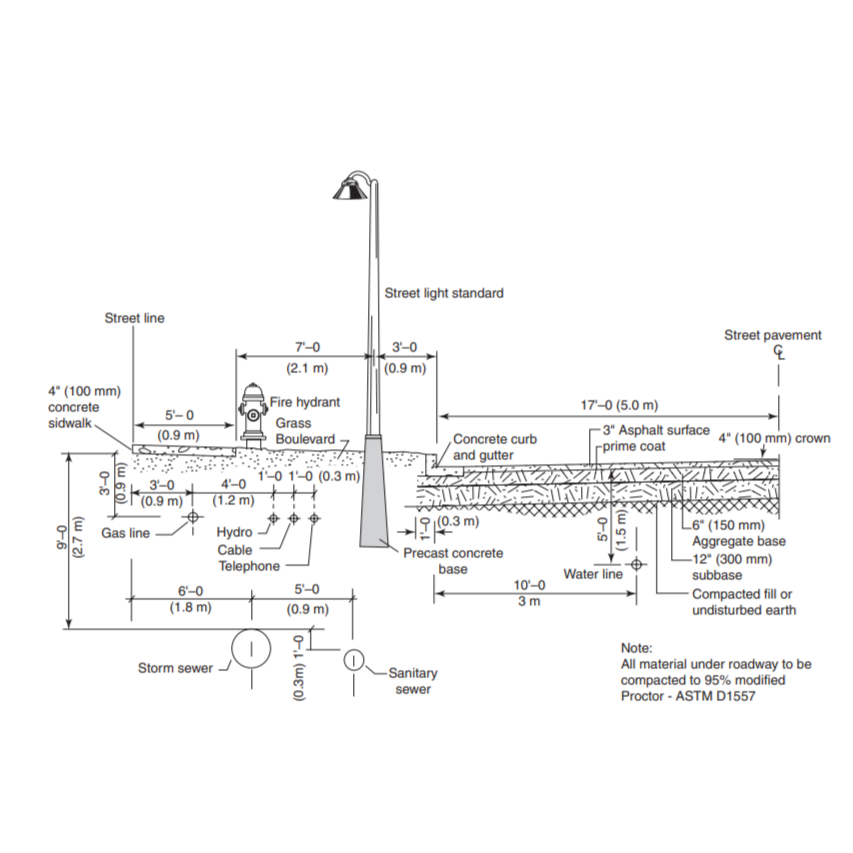 Street light standard
Street line
Street pavement
℄
7'–0
(2.1 m)
3'–0
(0.9 m)
4" (100 mm)
concrete
sidwalk
5'– 0
(0.9 m)
Fire hydrant
Grass
Boulevard
17'–0 (5.0 m)
Concrete curb
and gutter
3" Asphalt surface
prime coat
4" (100 mm) crown
3'–0
(0.9 m)
3'–0
(0.9 m)
4'–0
(1.2 m)
1'–0 1'–0 (0.3 m)
9'–0
(2.7 m)
Gas line
Hydro
Cable
Telephone
1'–0
(0.3 m)
Precast concrete
base
5'–0
(1.5 m)
Water line
6" (150 mm)
Aggregate base
12" (300 mm)
subbase
Compacted fill or
undisturbed earth
10'–0
3 m
6'–0
(1.8 m)
5'–0
(0.9 m)
Storm sewer
1'–0
(0.3m)
Sanitary
sewer
Note:
All material under roadway to be
compacted to 95% modified
Proctor - ASTM D1557